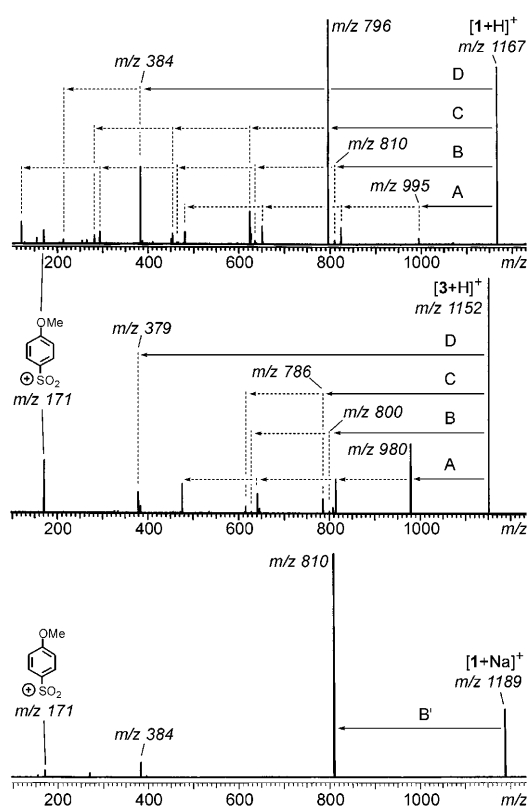 [1+H]+
m/z 796
m/z 1167
m/z 384
D
C
m/z 810
B
m/z 995
A
200 400 600 800 1000 m/z
[3+H]+
m/z 1152
OMe
m/z 379
D
m/z 786
C
m/z 800
B
SO2
+
m/z 171
m/z 980
A
200 400 600 800 1000 m/z
m/z 810
OMe
[1+Na]+
m/z 1189
SO2
+
m/z 171
m/z 384
B'
200 400 600 800 1000 m/z